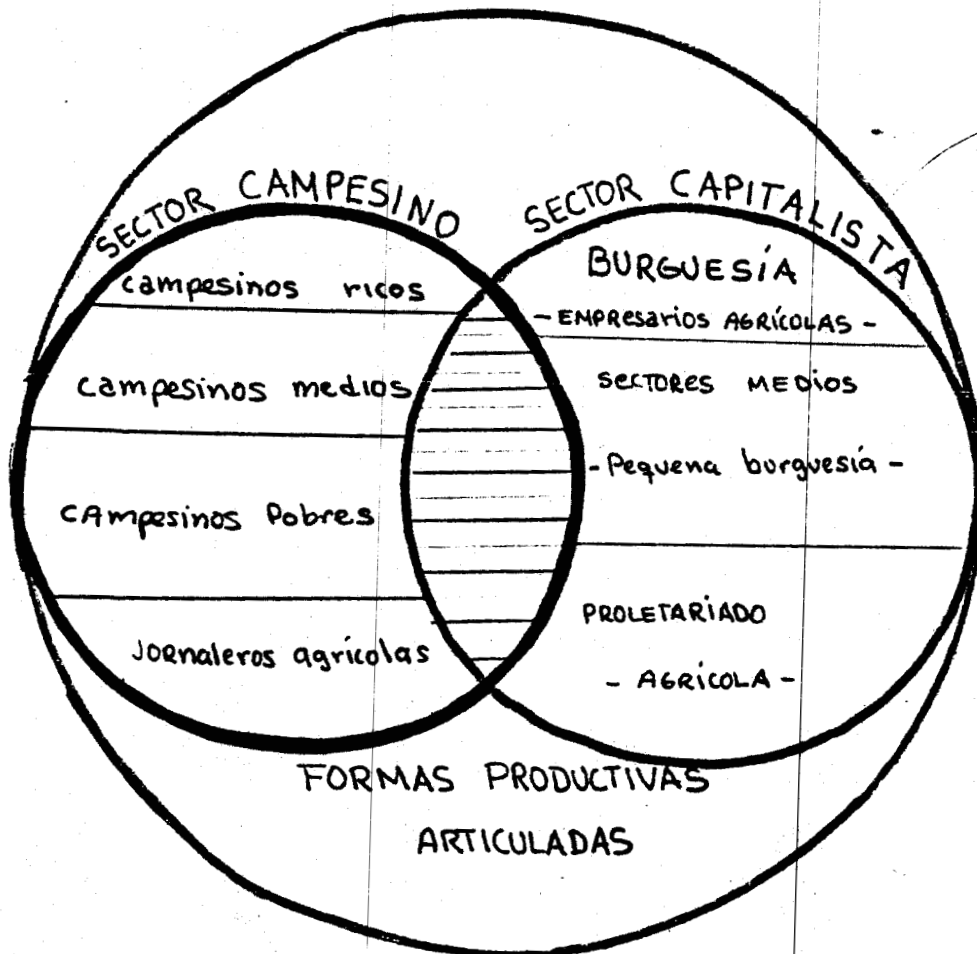 SECTOR CAMPESINO
campesinos ricos
campesinos medios
CAmpesinos Pobres
Jornaleros agrícolas
SECTOR CAPITALISTA
BURGUESÍA
- EMPResarios AGRÍCOLAS -
SECTORES MEDIOS
- Pequena burguesía -
PROLETARIADO
- AGRÍCOLA -
FORMAS PRODUCTIVAS
ARTICULADAS